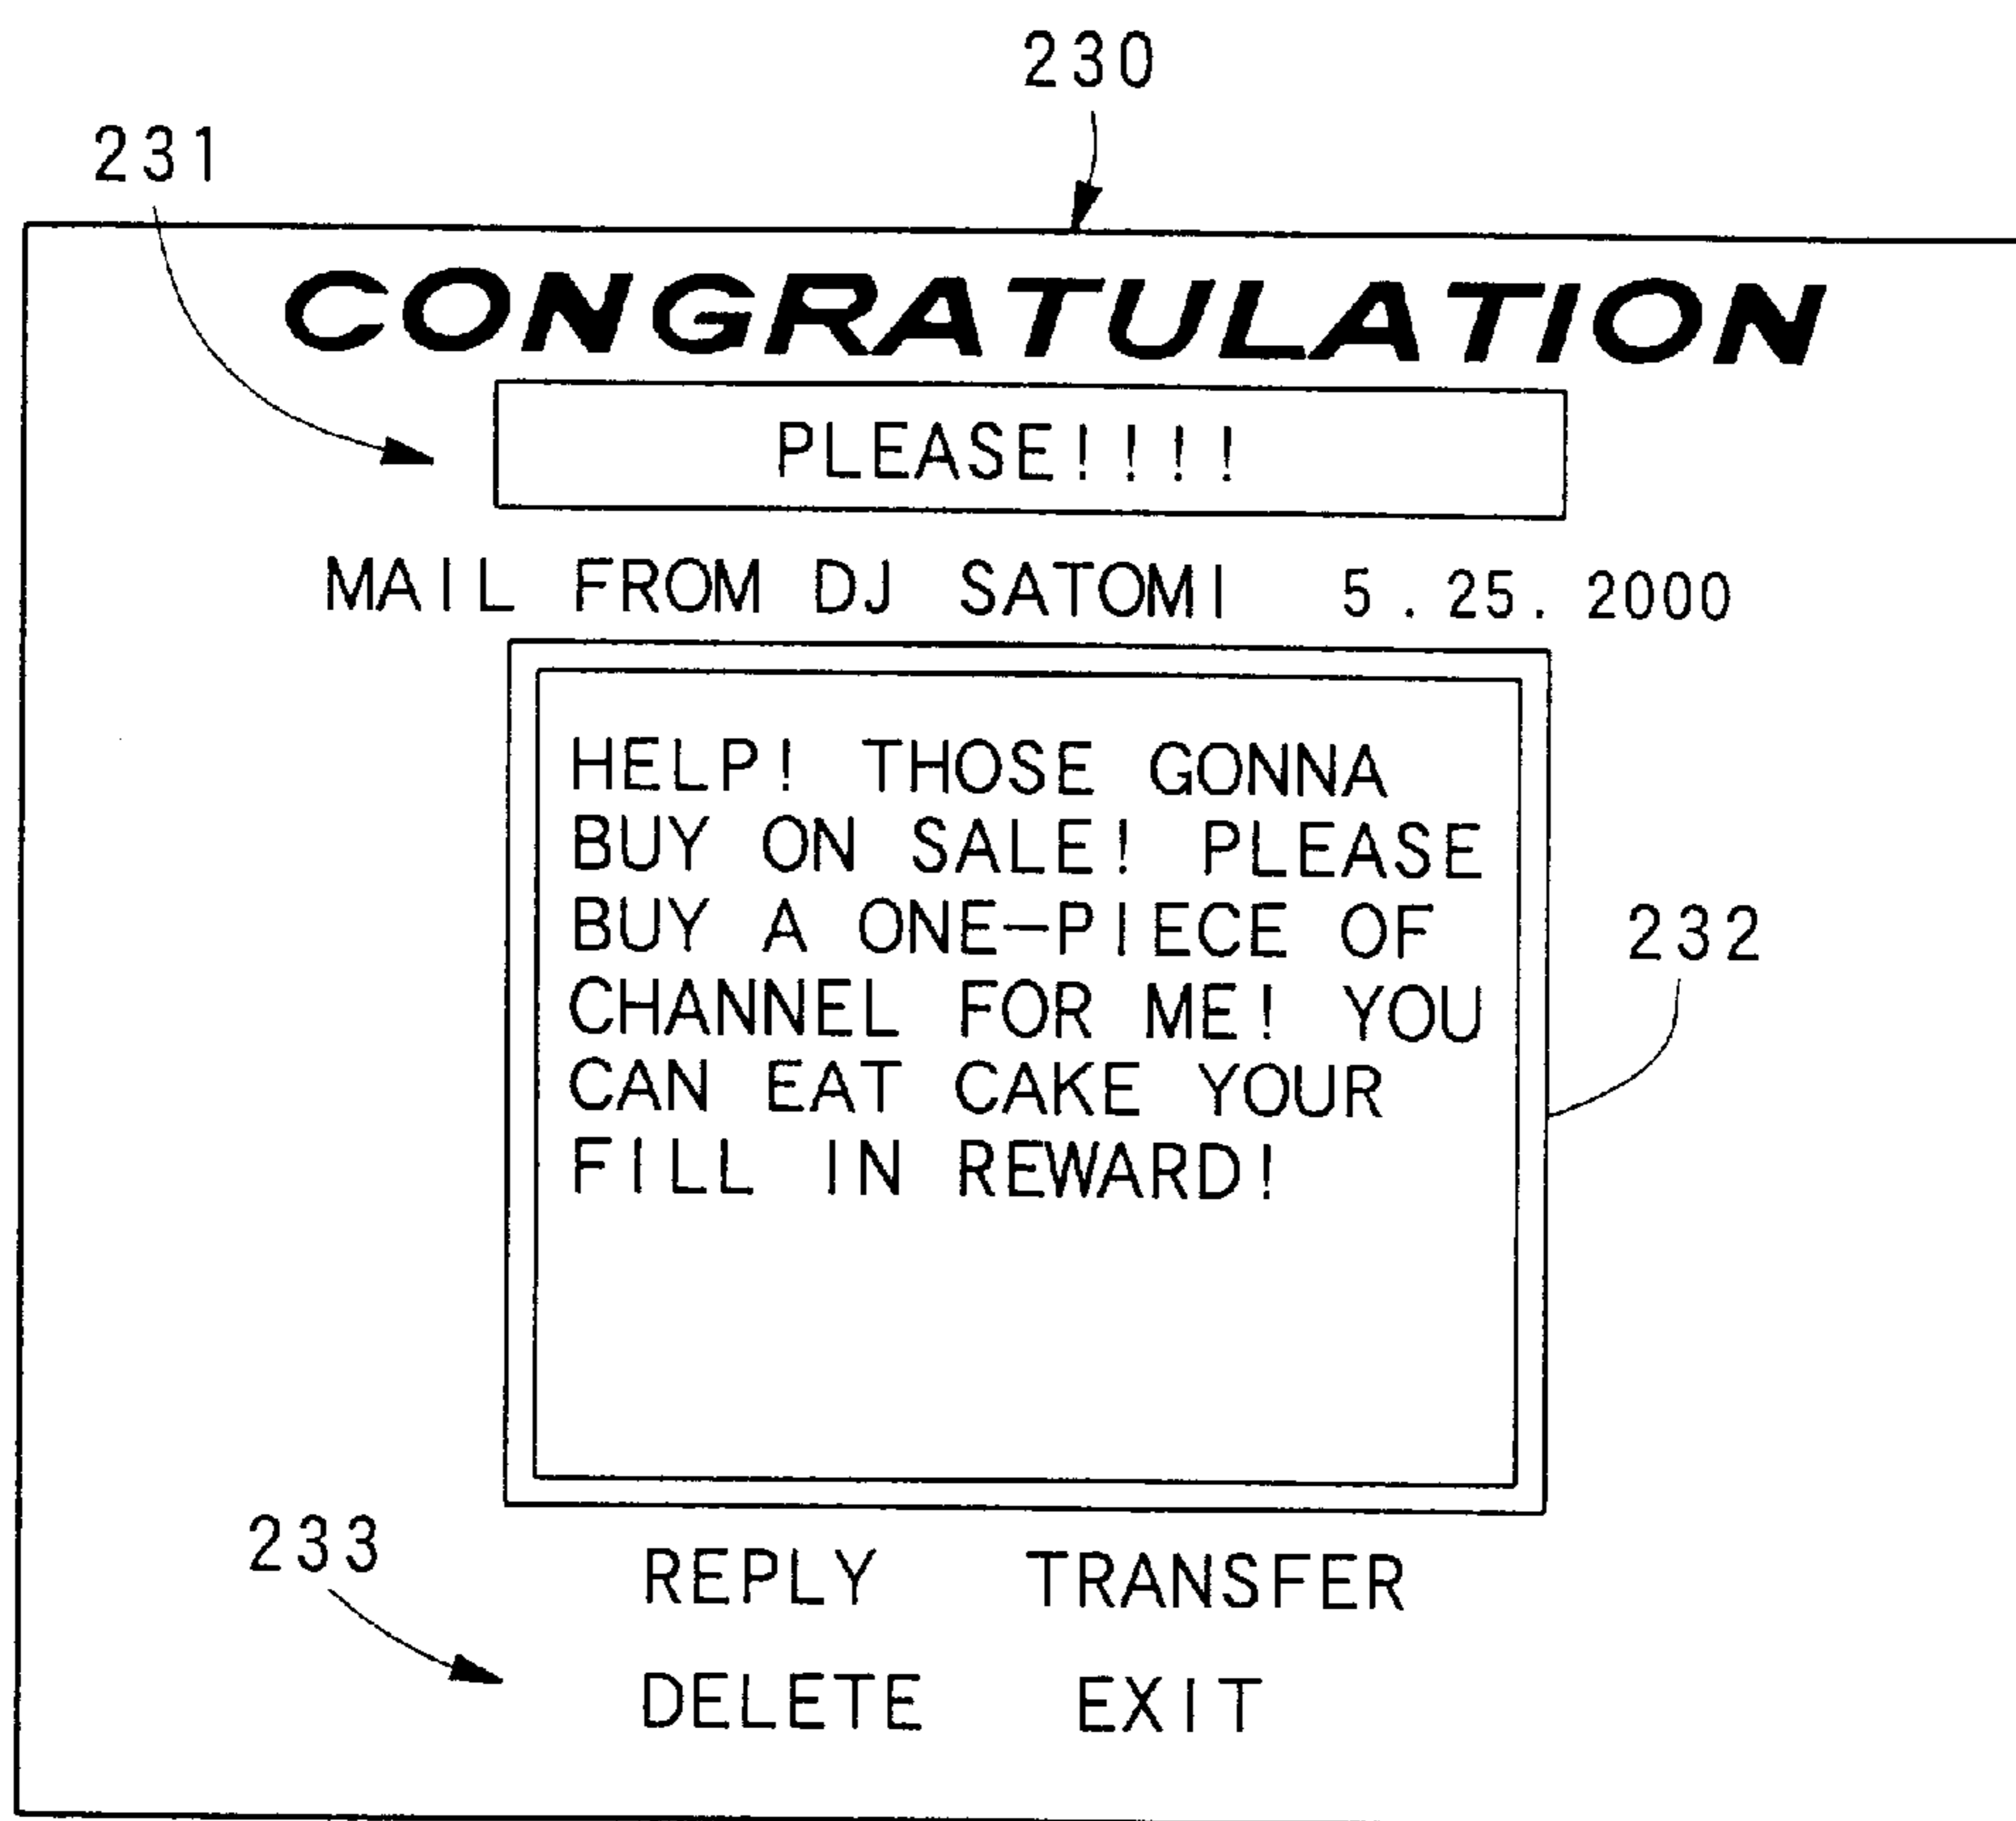 230
231
CONGRATULATION
PLEASE!!!!
MAIL FROM DJ SATOMI 5.25.2000
HELP! THOSE GONNA
BUY ON SALE! PLEASE
BUY A ONE-PIECE OF
CHANNEL FOR ME! YOU
CAN EAT CAKE YOUR
FILL IN REWARD!
232
233
REPLY TRANSFER
DELETE EXIT